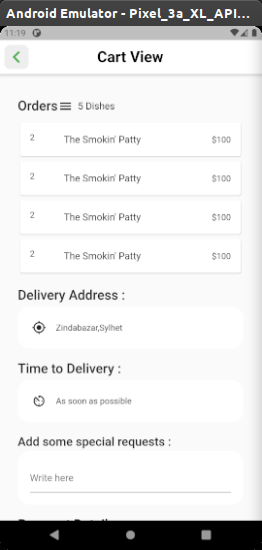 Android Emulator - Pixel_3a_XL_API...
11:19
Cart View
Orders 5 Dishes
2 The Smokin' Patty $100
2 The Smokin' Patty $100
2 The Smokin' Patty $100
2 The Smokin' Patty $100
Delivery Address :
Zindabazar,Sylhet
Time to Delivery :
As soon as possible
Add some special requests :
Write here